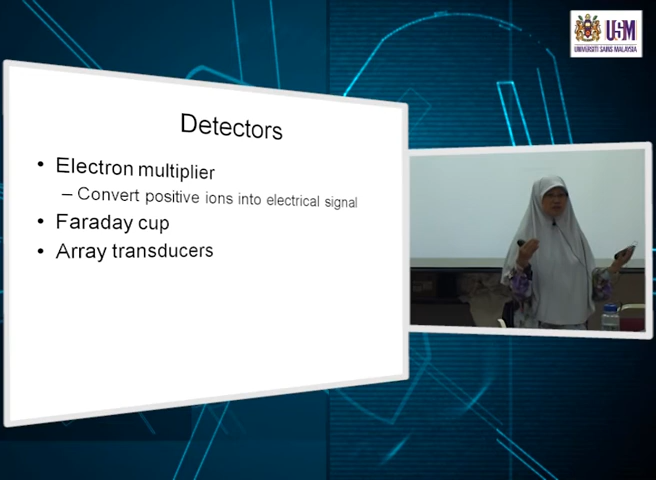 Detectors
• Electron multiplier
– Convert positive ions into electrical signal
• Faraday cup
• Array transducers
USM
UNIVERSITI SAINS MALAYSIA